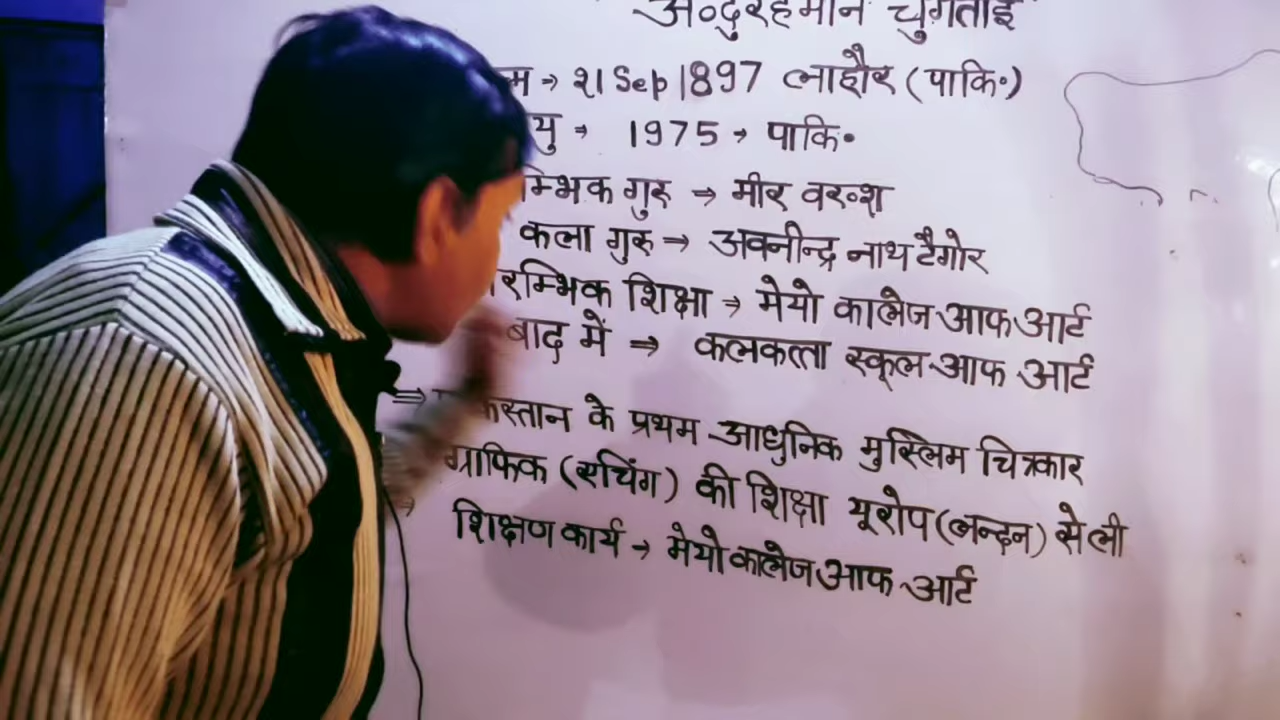 अब्दुरहमान चुगताई
म → 21 Sep 1897 लाहौर (पाकि॰)
यु → 1975 → पाकि॰
म्भिक गुरु → मीर वख्श
कला गुरु ⇒ अवनीन्द्र नाथ टैगोर
रम्भिक शिक्षा → मेयो कालेज आफ आर्ट
बाद में ⇒ कलकत्ता स्कूल आफ आर्ट
⇒ किस्तान के प्रथम आधुनिक मुस्लिम चित्रकार
ग्राफिक (एचिंग) की शिक्षा यूरोप (लन्दन) से ली
शिक्षण कार्य → मेयो कालेज आफ आर्ट